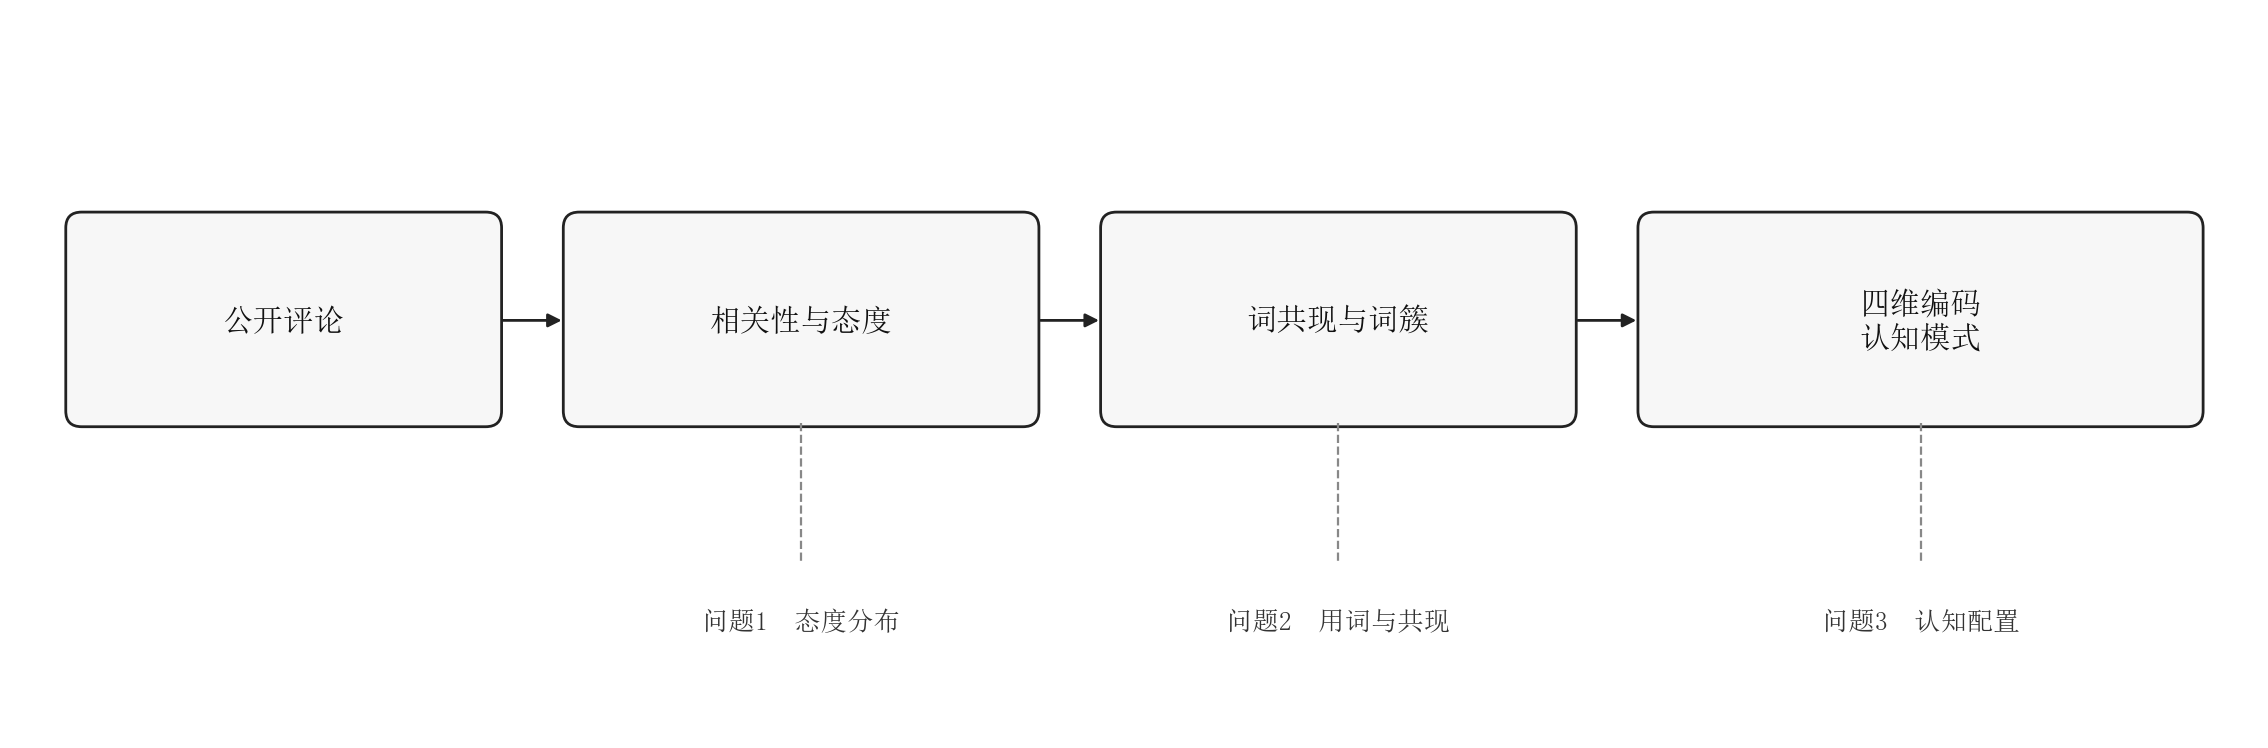 公开评论
相关性与态度
词共现与词簇
四维编码
认知模式
问题1　态度分布
问题2　用词与共现
问题3　认知配置